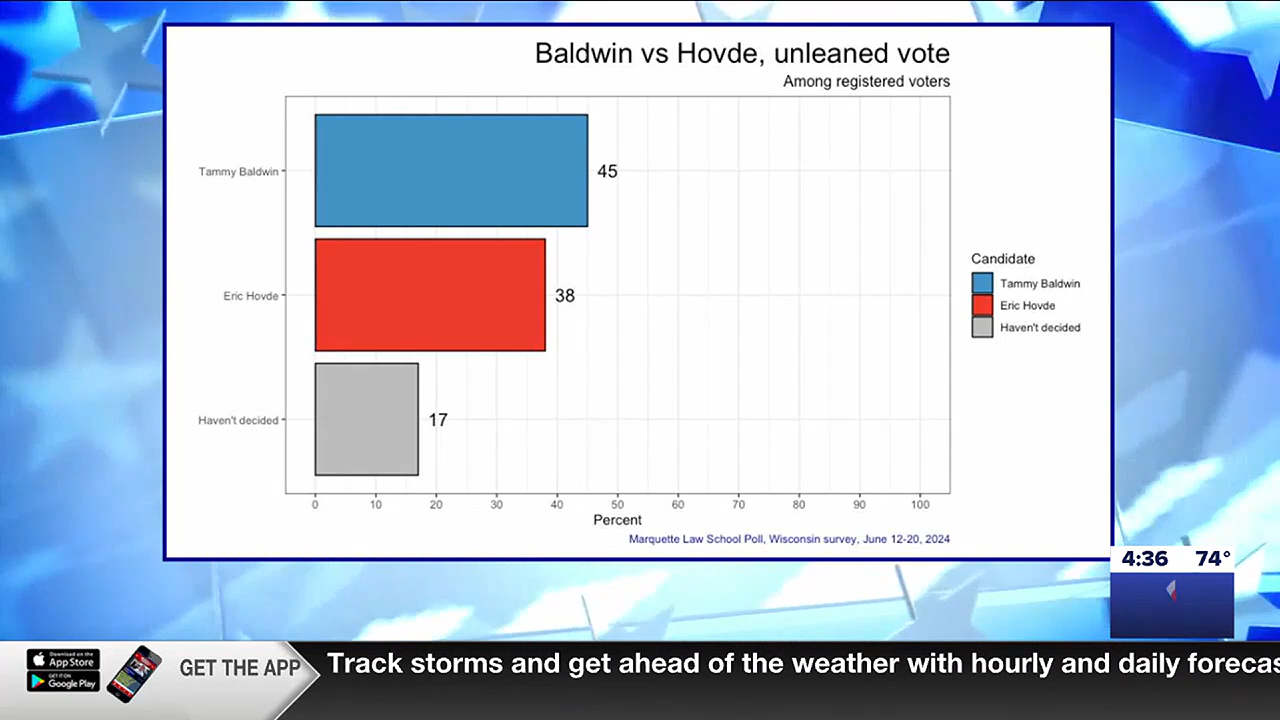 Baldwin vs Hovde, unleaned vote
Among registered voters
Tammy Baldwin
45
Eric Hovde
38
Haven't decided
17
0 10 20 30 40 50 60 70 80 90 100
Percent
Marquette Law School Poll, Wisconsin survey, June 12-20, 2024
Candidate
Tammy Baldwin
Eric Hovde
Haven't decided
4:36 74°
Download on the
App Store
GET IT ON
Google Play
GET THE APP
Track storms and get ahead of the weather with hourly and daily forecas